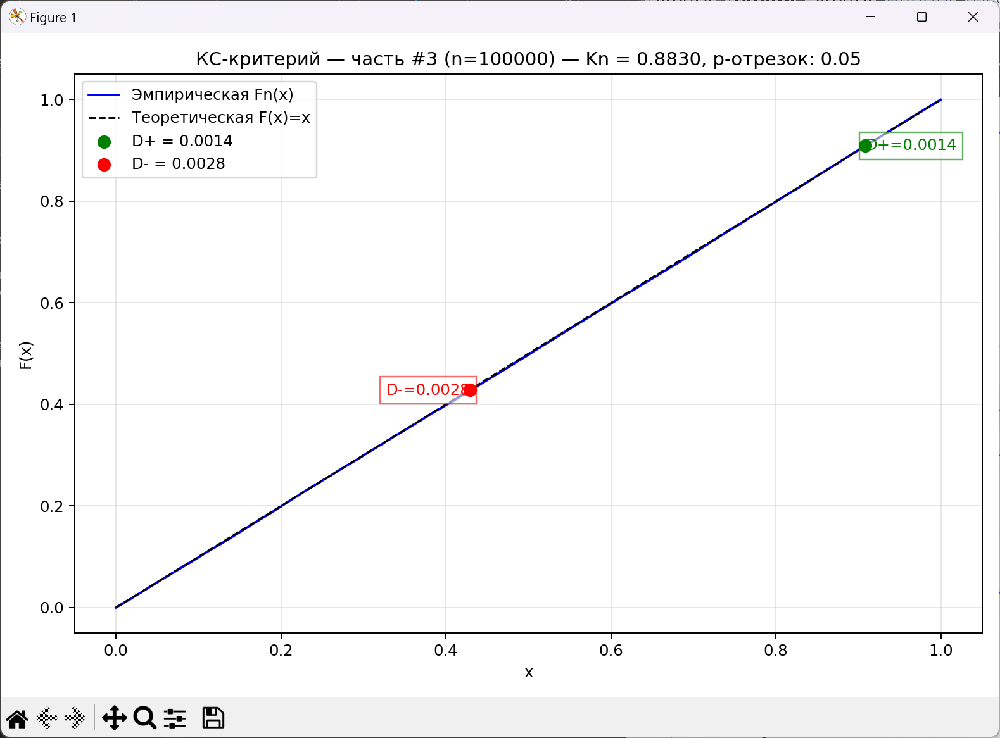 Figure 1
КС-критерий — часть #3 (n=100000) — Kn = 0.8830, p-отрезок: 0.05
Эмпирическая Fn(x)
Теоретическая F(x)=x
D+ = 0.0014
D- = 0.0028
D+=0.0014
D-=0.0028
1.0
0.8
0.6
0.4
0.2
0.0
F(x)
0.0 0.2 0.4 0.6 0.8 1.0
x